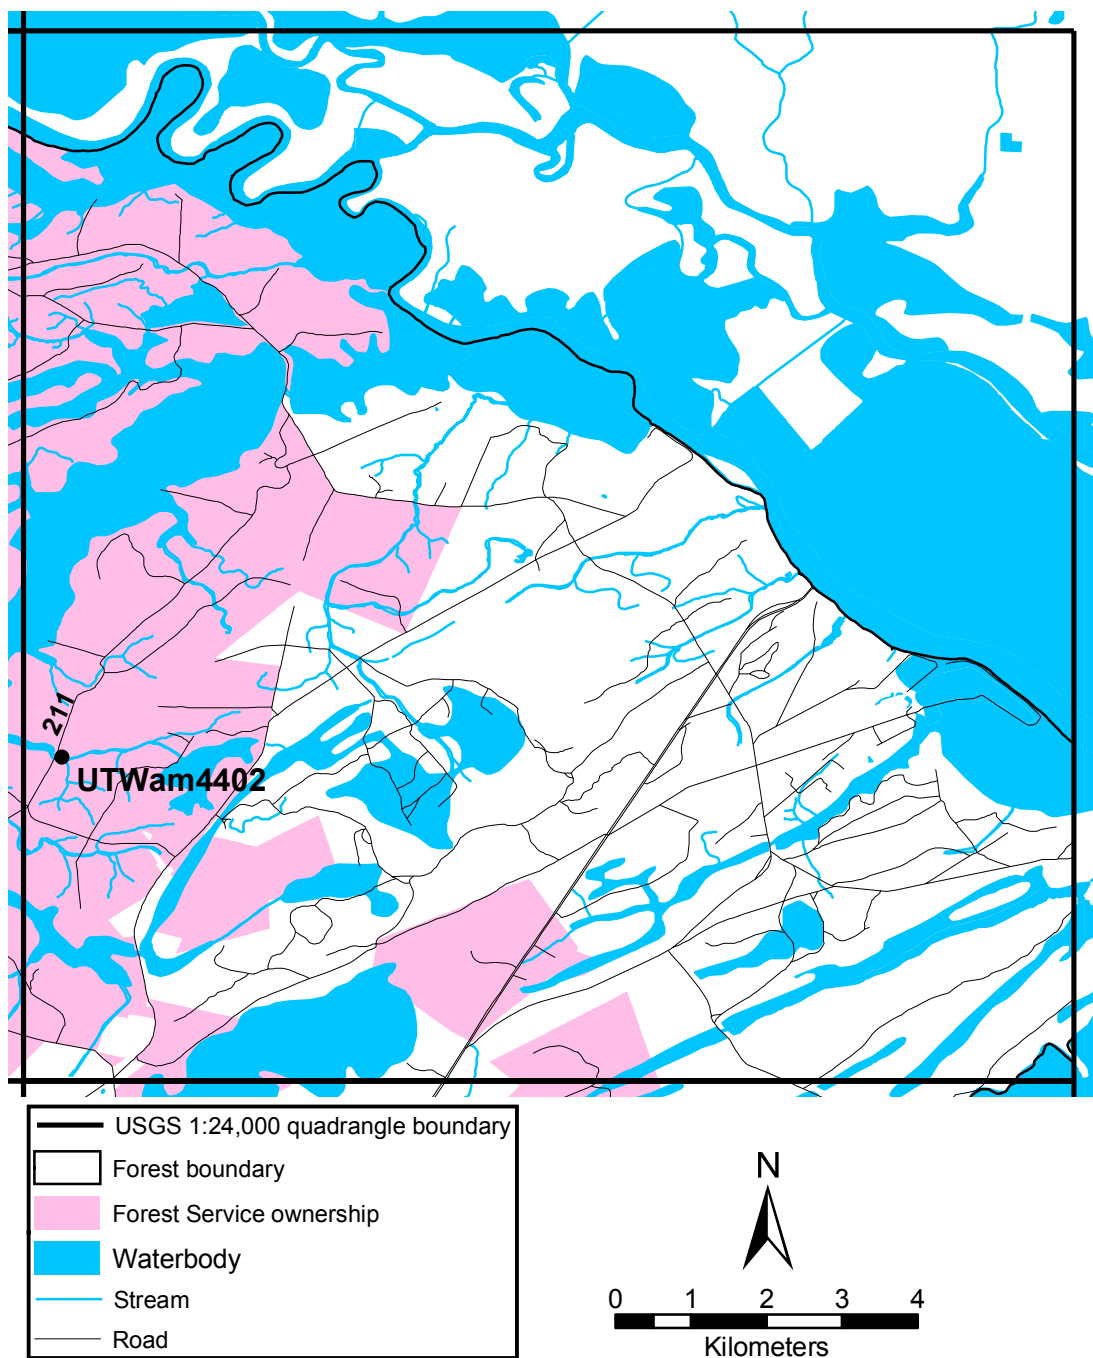 211
UTWam4402
USGS 1:24,000 quadrangle boundary
Forest boundary
Forest Service ownership
Waterbody
Stream
Road
N
0 1 2 3 4
Kilometers